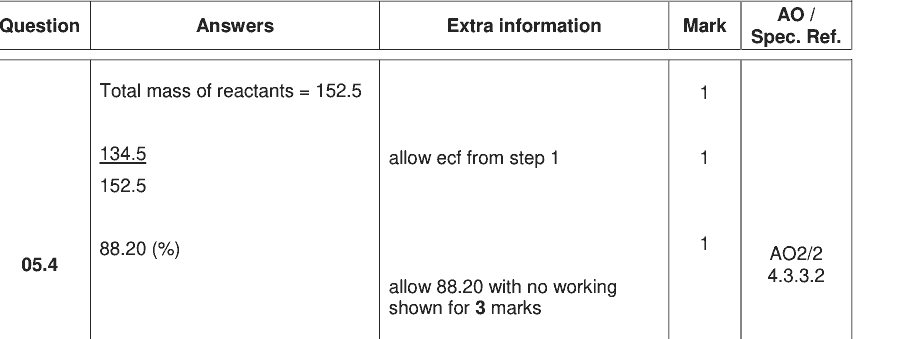 Question Answers Extra information Mark AO /
Spec. Ref.
Total mass of reactants = 152.5 1
134.5 allow ecf from step 1 1
152.5
88.20 (%) 1
05.4 AO2/2
4.3.3.2
allow 88.20 with no working
shown for 3 marks